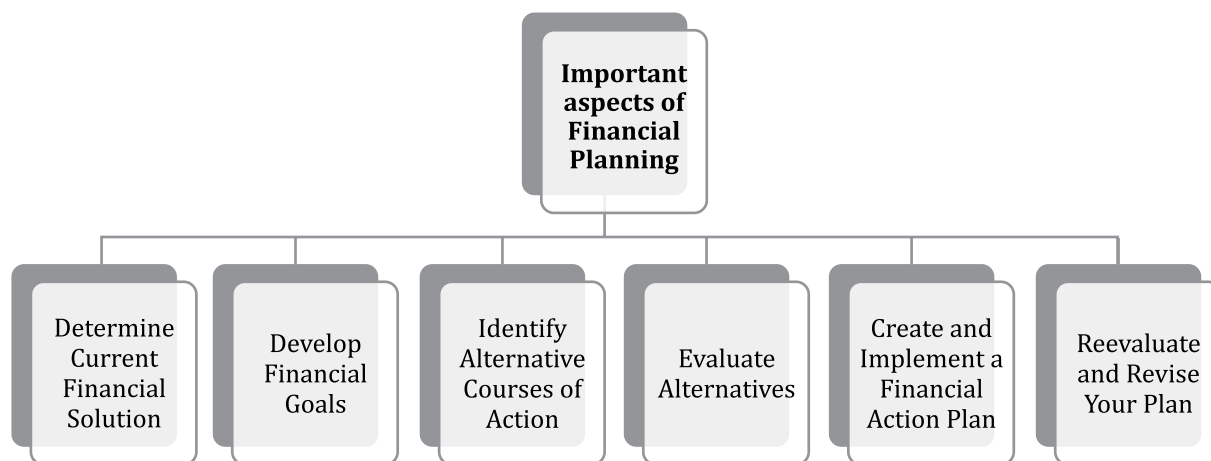 Important
aspects of
Financial
Planning
Determine
Current
Financial
Solution
Develop
Financial
Goals
Identify
Alternative
Courses of
Action
Evaluate
Alternatives
Create and
Implement a
Financial
Action Plan
Reevaluate
and Revise
Your Plan